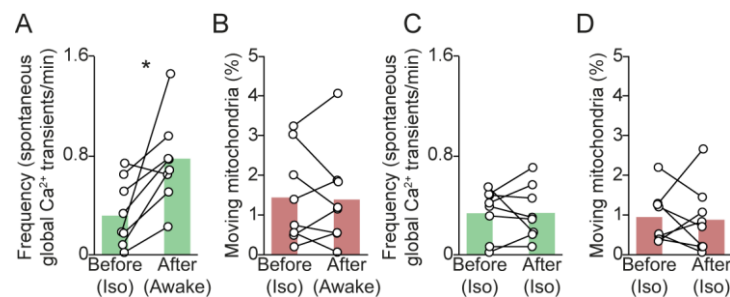 A
Frequency (spontaneous
global Ca²⁺ transients/min)
1.6
0.8
0
*
Before
(Iso)
After
(Awake)
B
Moving mitochondria (%)
5
4
3
2
1
0
Before
(Iso)
After
(Awake)
C
Frequency (spontaneous
global Ca²⁺ transients/min)
1.6
0.8
0
Before
(Iso)
After
(Iso)
D
Moving mitochondria (%)
5
4
3
2
1
0
Before
(Iso)
After
(Iso)